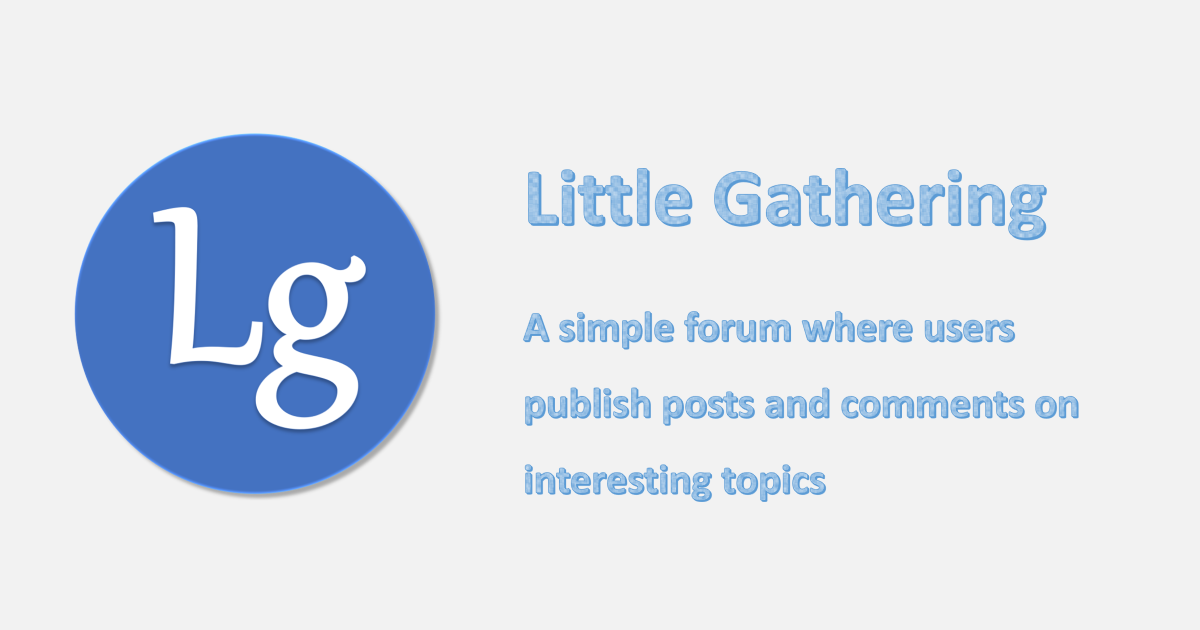 Lg
Little Gathering
A simple forum where users
publish posts and comments on
interesting topics